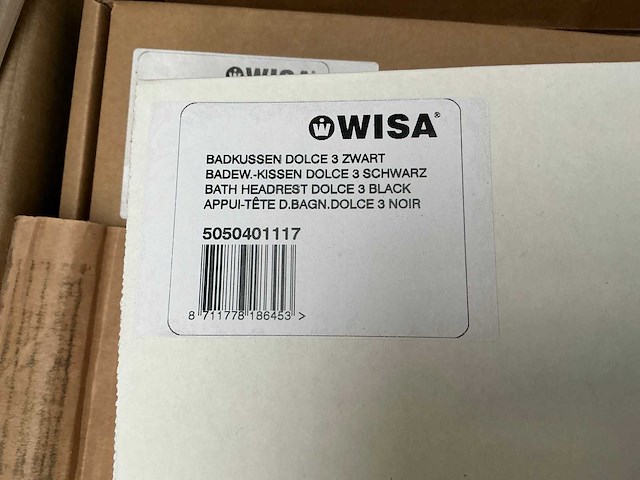 WISA
WISA®
BADKUSSEN DOLCE 3 ZWART
BADEW.-KISSEN DOLCE 3 SCHWARZ
BATH HEADREST DOLCE 3 BLACK
APPUI-TÊTE D.BAGN.DOLCE 3 NOIR
5050401117
8 711778 186453 >